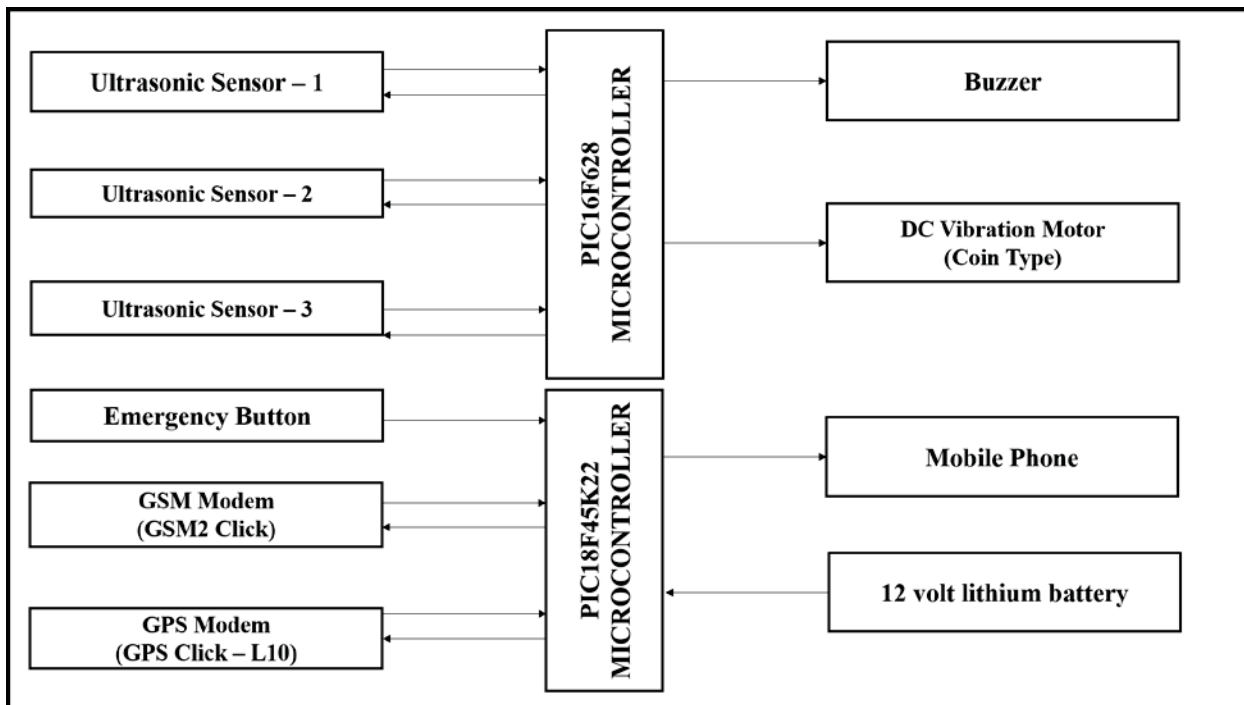 Ultrasonic Sensor – 1
Ultrasonic Sensor – 2
Ultrasonic Sensor – 3
Emergency Button
GSM Modem
(GSM2 Click)
GPS Modem
(GPS Click – L10)
PIC16F628
MICROCONTROLLER
PIC18F45K22
MICROCONTROLLER
Buzzer
DC Vibration Motor
(Coin Type)
Mobile Phone
12 volt lithium battery